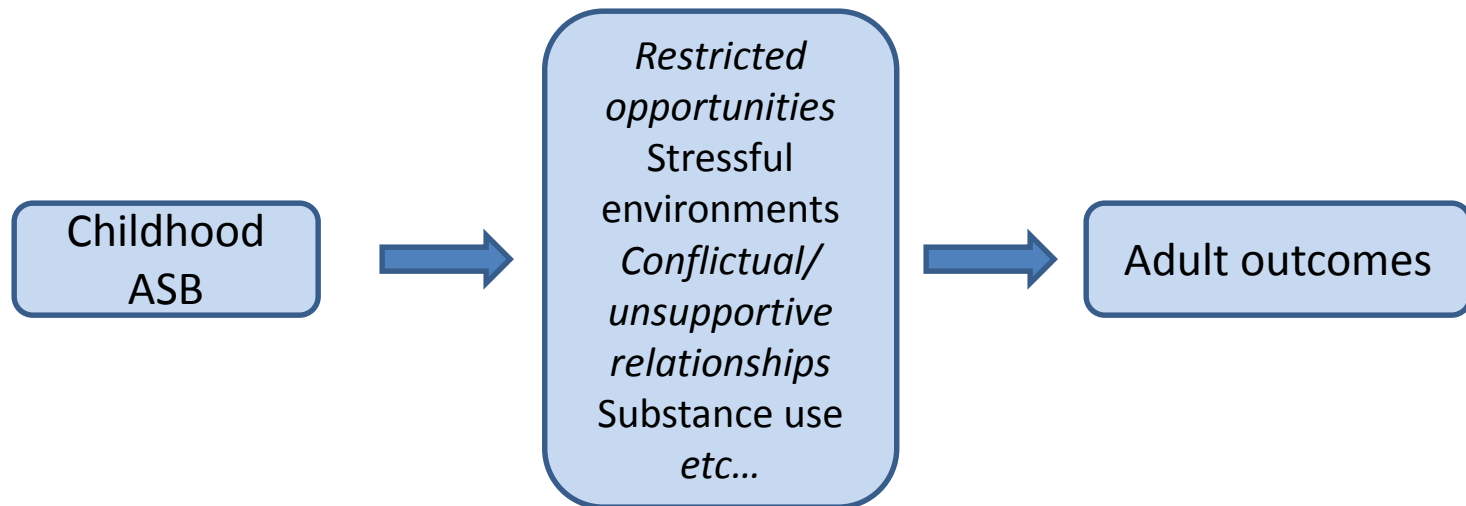 Childhood
ASB
Restricted
opportunities
Stressful
environments
Conflictual/
unsupportive
relationships
Substance use
etc…
Adult outcomes